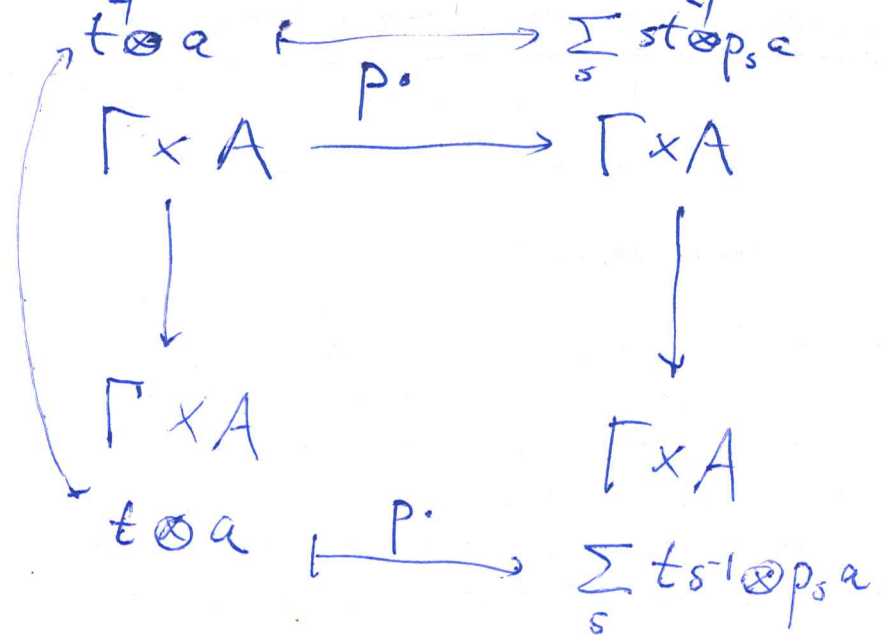 t⁻¹⊗a ⟼ Σ_s st⁻¹⊗p_s a
p·
Γ×A → Γ×A
Γ×A
Γ×A
t⊗a p· ⟼
Σ_s ts⁻¹⊗p_s a